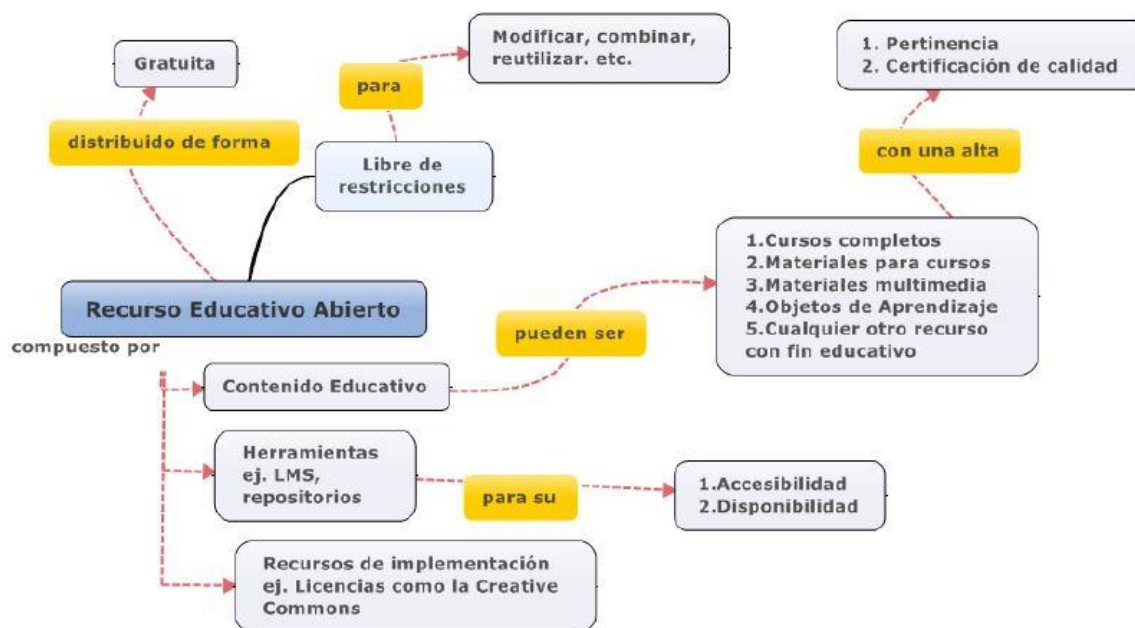 Gratuita
distribuido de forma
Modificar, combinar,
reutilizar. etc.
para
Libre de
restricciones
1. Pertinencia
2. Certificación de calidad
con una alta
Recurso Educativo Abierto
compuesto por
1.Cursos completos
2.Materiales para cursos
3.Materiales multimedia
4.Objetos de Aprendizaje
5.Cualquier otro recurso
con fin educativo
pueden ser
Contenido Educativo
Herramientas
ej. LMS,
repositorios
para su
1.Accesibilidad
2.Disponibilidad
Recursos de implementación
ej. Licencias como la Creative
Commons